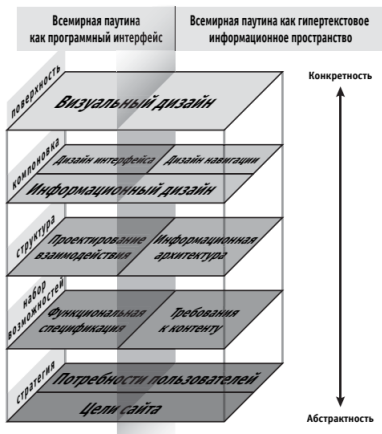 Всемирная паутина
как программный интерфейс
Всемирная паутина как гипертекстовое
информационное пространство
Конкретность
поверхность
Визуальный дизайн
компоновка
Дизайн интерфейса
Дизайн навигации
Информационный дизайн
структура
Проектирование
взаимодействия
Информационная
архитектура
набор
возможностей
Функциональная
спецификация
Требования
к контенту
стратегия
Потребности пользователей
Цели сайта
Абстрактность